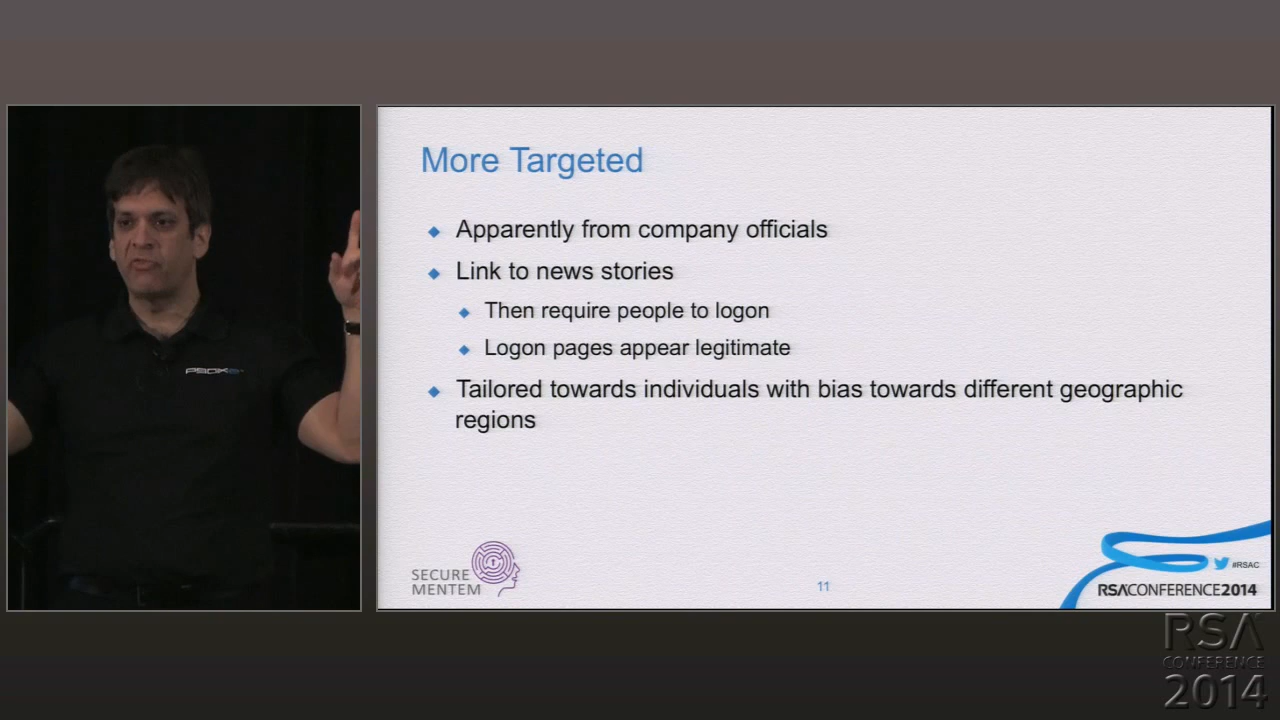 More Targeted
Apparently from company officials
Link to news stories
Then require people to logon
Logon pages appear legitimate
Tailored towards individuals with bias towards different geographic
regions
SECURE
MENTEM
11
#RSAC
RSACONFERENCE2014
RSA
CONFERENCE
2014